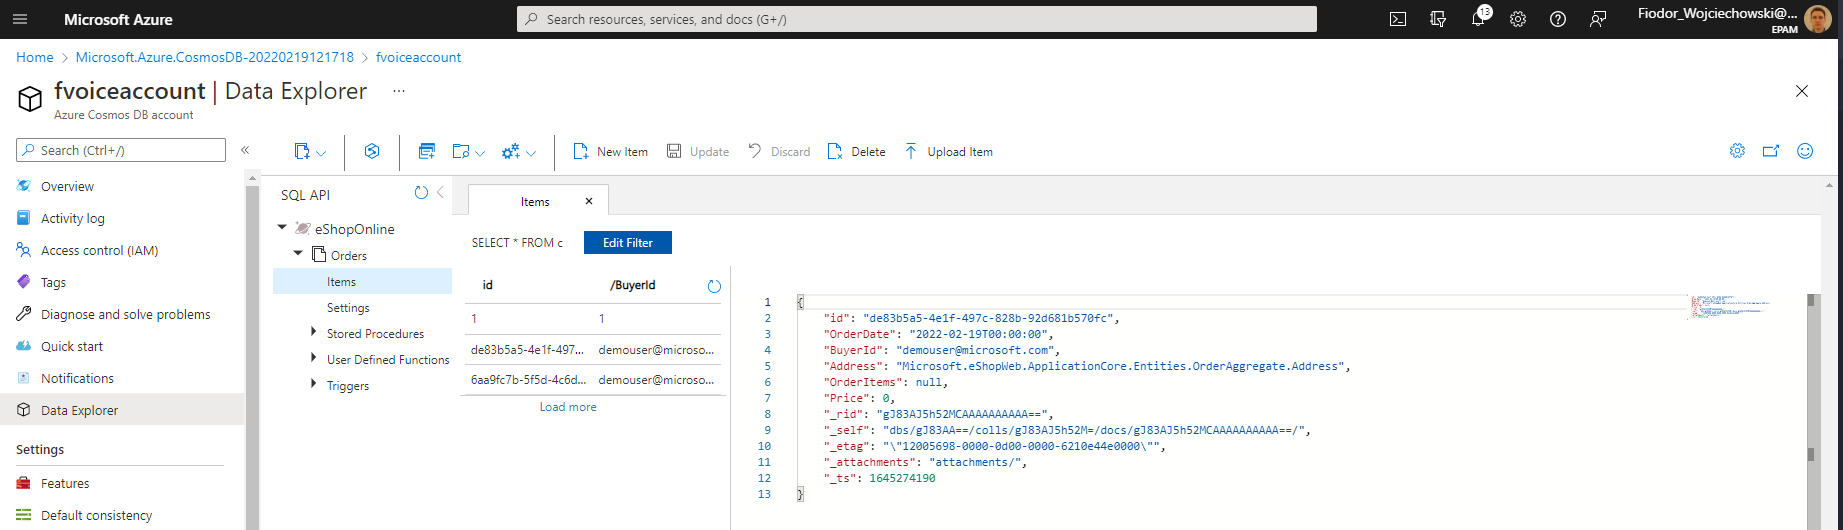 Microsoft Azure
Search resources, services, and docs (G+/)
13
Fiodor_Wojciechowski@...
EPAM
Home > Microsoft.Azure.CosmosDB-20220219121718 > fvoiceaccount
fvoiceaccount | Data Explorer ...
Azure Cosmos DB account
Search (Ctrl+/)
«
New Item
Update
Discard
Delete
Upload Item
Overview
Activity log
Access control (IAM)
Tags
Diagnose and solve problems
Quick start
Notifications
Data Explorer
Settings
Features
Default consistency
SQL API
eShopOnline
Orders
Items
Settings
Stored Procedures
User Defined Functions
Triggers
Items
SELECT * FROM c
Edit Filter
id /BuyerId
1 1
de83b5a5-4e1f-497... demouser@microso...
6aa9fc7b-5f5d-4c6d... demouser@microso...
Load more
1 {
2 "id": "de83b5a5-4e1f-497c-828b-92d681b570fc",
3 "OrderDate": "2022-02-19T00:00:00",
4 "BuyerId": "demouser@microsoft.com",
5 "Address": "Microsoft.eShopWeb.ApplicationCore.Entities.OrderAggregate.Address",
6 "OrderItems": null,
7 "Price": 0,
8 "_rid": "gJ83AJ5h52MCAAAAAAAAAA==",
9 "_self": "dbs/gJ83AA==/colls/gJ83AJ5h52M=/docs/gJ83AJ5h52MCAAAAAAAAAA==/",
10 "_etag": "\"12005698-0000-0d00-0000-6210e44e0000\"",
11 "_attachments": "attachments/",
12 "_ts": 1645274190
13 }